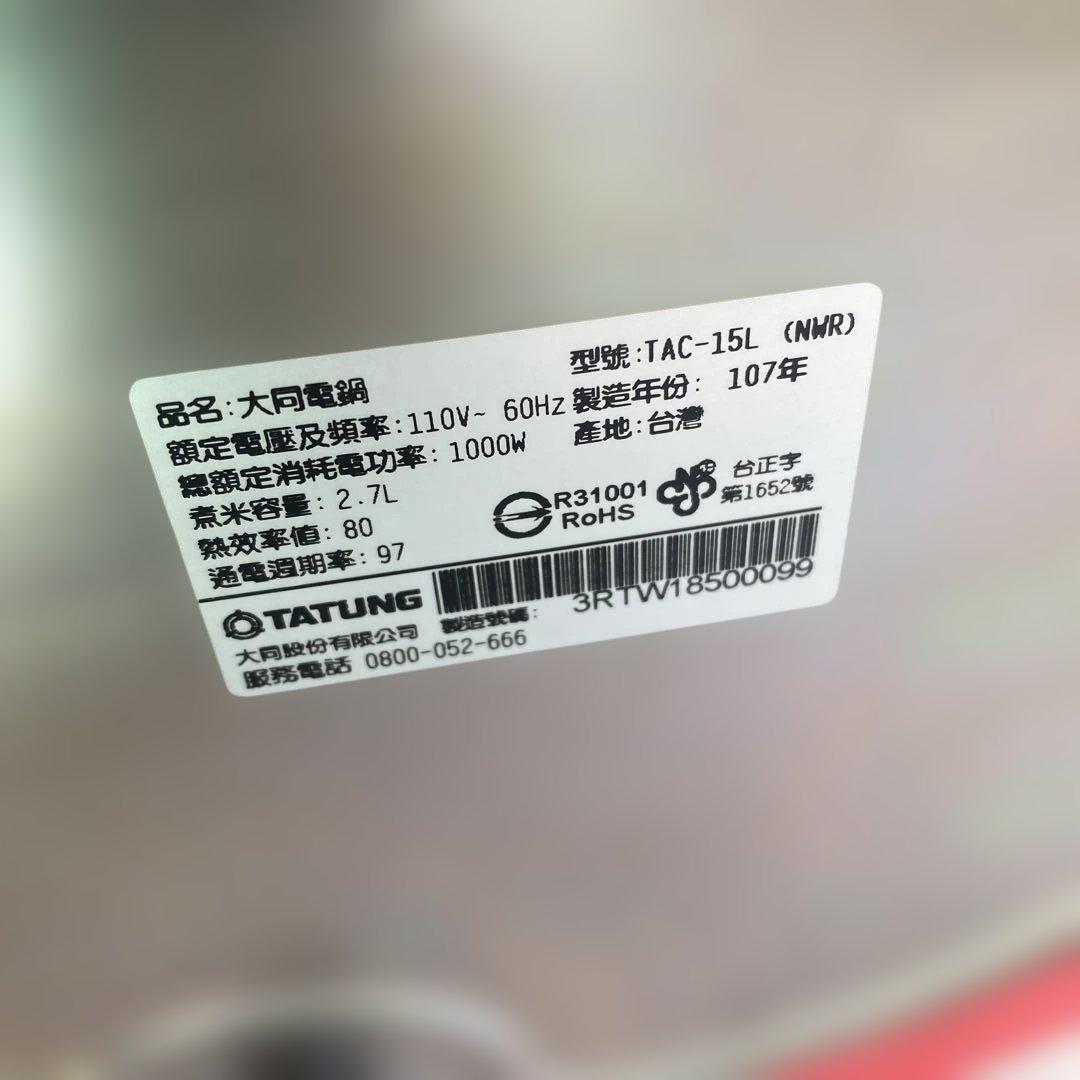 品名:大同電鍋
型號:TAC-15L (NWR)
額定電壓及頻率:110V~ 60Hz
製造年份: 107年
總額定消耗電功率: 1000W
產地:台灣
煮米容量: 2.7L
熱效率值: 80
通電週期率: 97
R31001
RoHS
台正字
第1652號
TATUNG
大同股份有限公司
服務電話 0800-052-666
製造號碼:
3RTW18500099